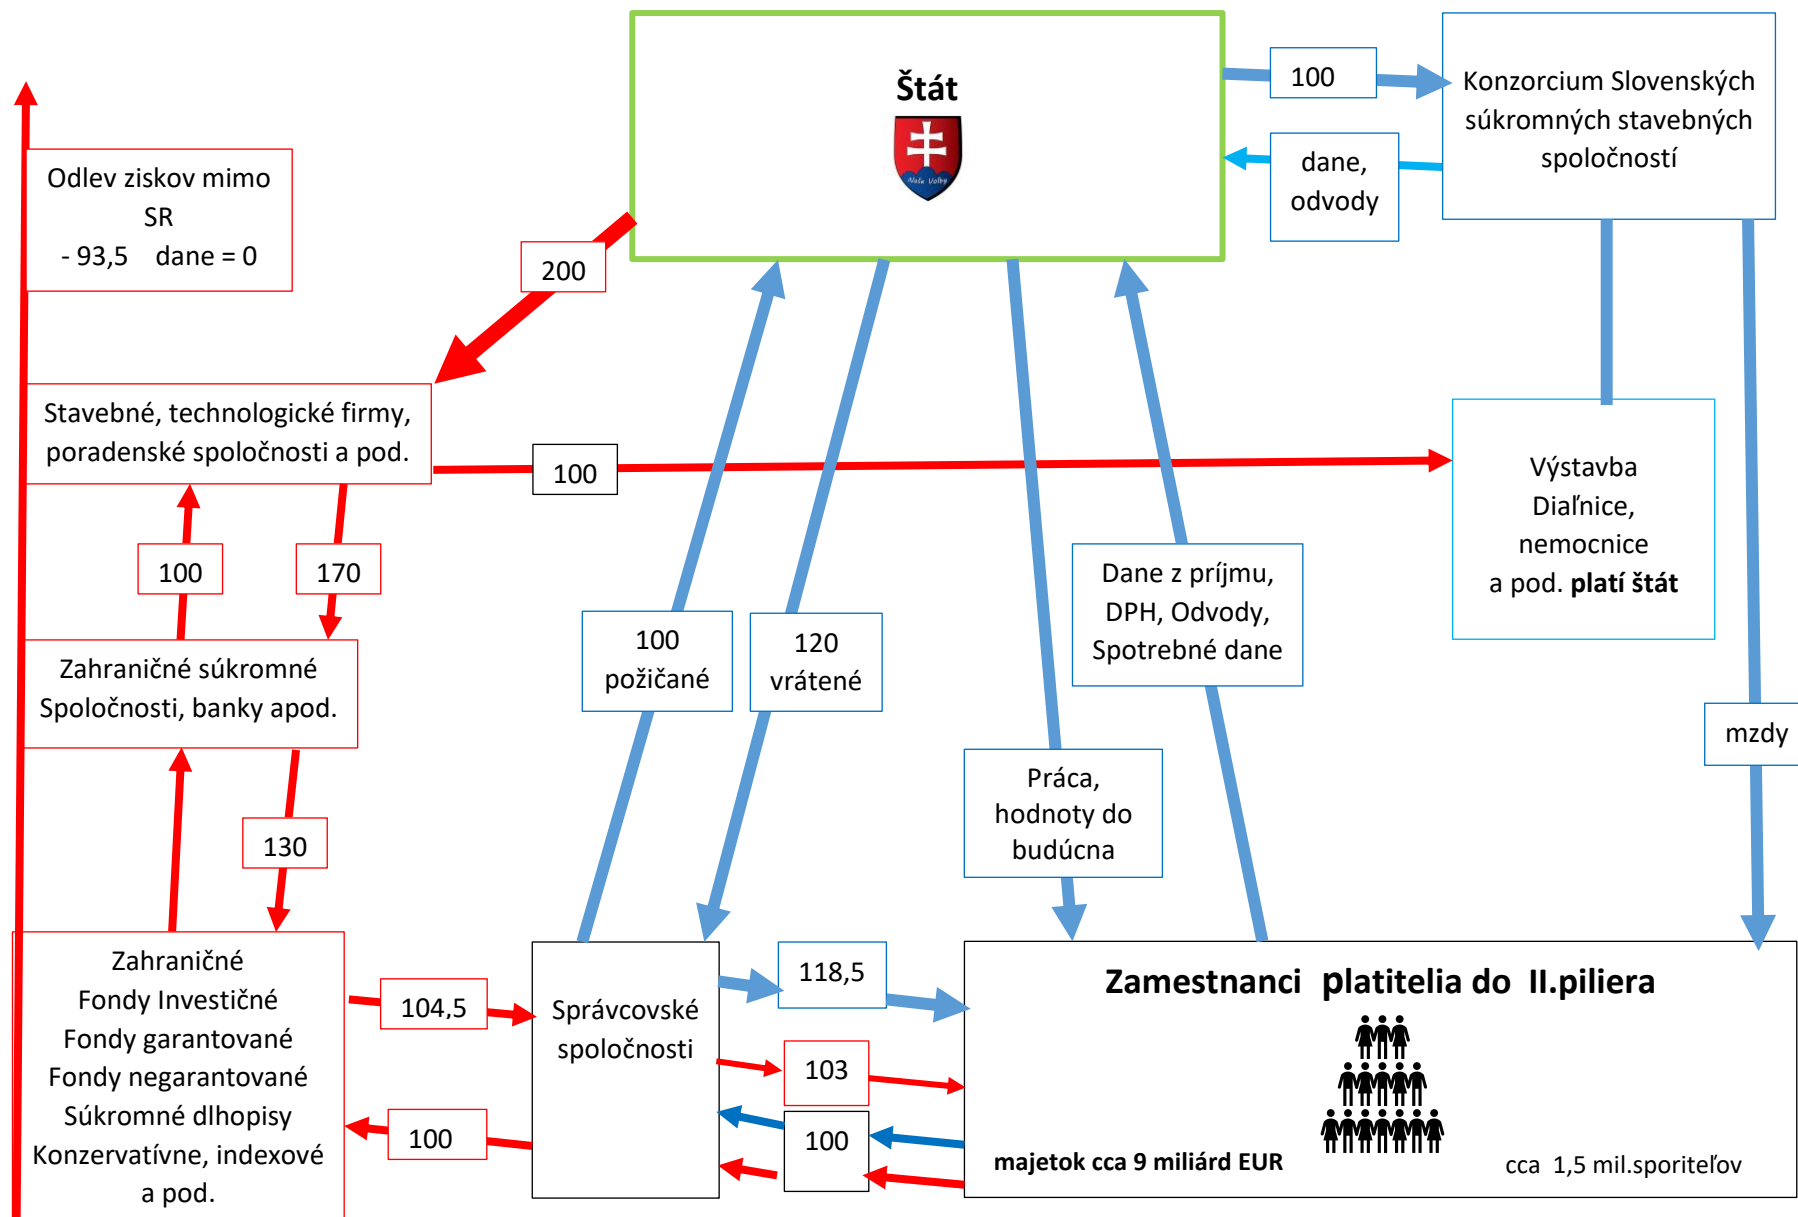 Štát
Naše Voľby
100
Konzorcium Slovenských
súkromných stavebných
spoločností
dane,
odvody
Odlev ziskov mimo
SR
- 93,5 dane = 0
200
Stavebné, technologické firmy,
poradenské spoločnosti a pod.
100
Výstavba
Diaľnice,
nemocnice
a pod. platí štát
100
170
100
požičané
120
vrátené
Dane z príjmu,
DPH, Odvody,
Spotrebné dane
Zahraničné súkromné
Spoločnosti, banky apod.
mzdy
Práca,
hodnoty do
budúcna
130
Zahraničné
Fondy Investičné
Fondy garantované
Fondy negarantované
Súkromné dlhopisy
Konzervatívne, indexové
a pod.
104,5
100
Správcovské
spoločnosti
118,5
103
100
Zamestnanci platitelia do II.piliera
majetok cca 9 miliárd EUR
cca 1,5 mil.sporiteľov